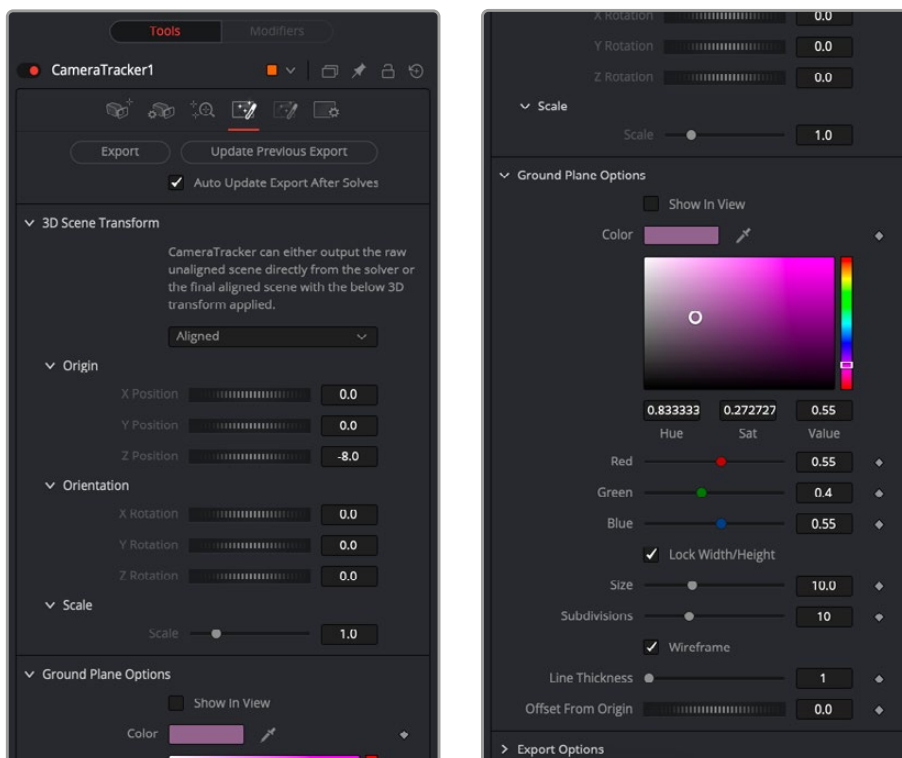 Tools Modifiers
CameraTracker1
Export Update Previous Export
Auto Update Export After Solves
3D Scene Transform
CameraTracker can either output the raw
unaligned scene directly from the solver or
the final aligned scene with the below 3D
transform applied.
Aligned
Origin
X Position 0.0
Y Position 0.0
Z Position -8.0
Orientation
X Rotation 0.0
Y Rotation 0.0
Z Rotation 0.0
Scale
Scale 1.0
Ground Plane Options
Show In View
Color
X Rotation 0.0
Y Rotation 0.0
Z Rotation 0.0
Scale
Scale 1.0
Ground Plane Options
Show In View
Color
0.833333 0.272727 0.55
Hue Sat Value
Red 0.55
Green 0.4
Blue 0.55
Lock Width/Height
Size 10.0
Subdivisions 10
Wireframe
Line Thickness 1
Offset From Origin 0.0
Export Options